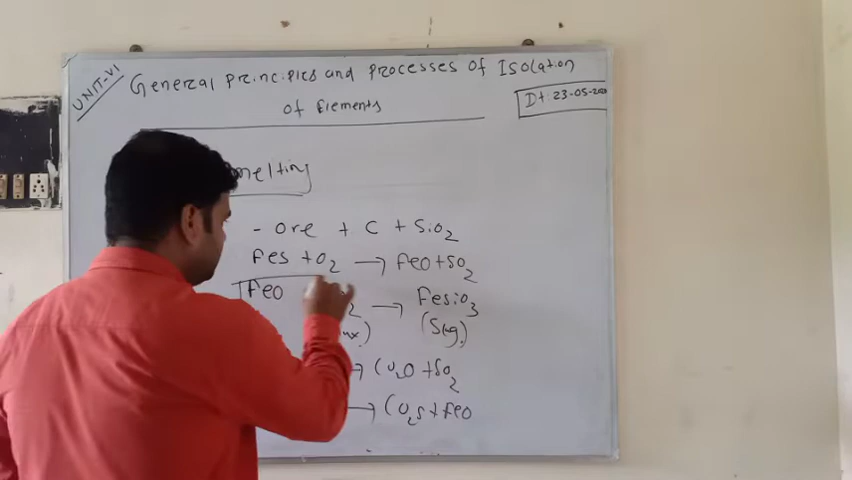 UNIT-VI
General Principles and Processes of Isolation
of Elements
Dt: 23-05-20
melting
- Ore + C + SiO2
FeS + O2 → FeO + SO2
FeO 2 → FeSiO3
(Slag.)
→ Cu2O + SO2
→ Cu2S + FeO